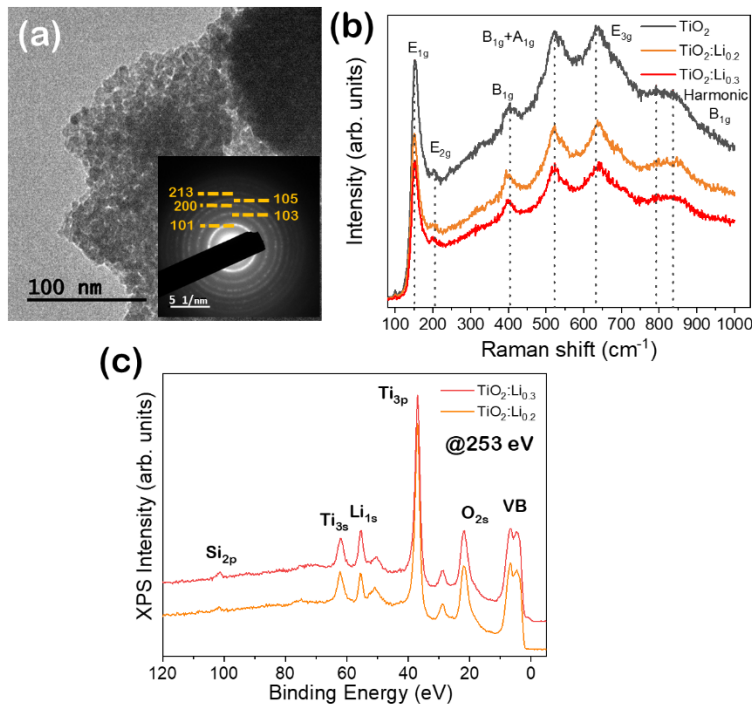 (a)
213
200
101
105
103
100 nm
5 1/nm
(b)
Intensity (arb. units)
E1g
E2g
B1g
B1g+A1g
E3g
TiO2
TiO2:Li0.2
TiO2:Li0.3
Harmonic
B1g
100 200 300 400 500 600 700 800 900 1000
Raman shift (cm-1)
(c)
XPS Intensity (arb. units)
Si2p
Ti3s
Li1s
Ti3p
O2s
VB
TiO2:Li0.3
TiO2:Li0.2
@253 eV
120 100 80 60 40 20 0
Binding Energy (eV)